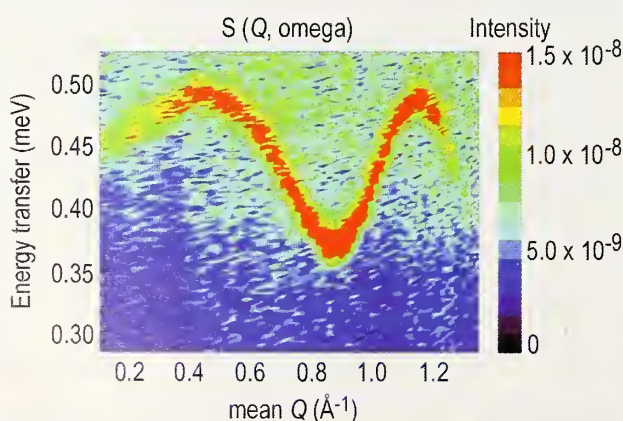 S (Q, omega)
Intensity
1.5 x 10-8
1.0 x 10-8
5.0 x 10-9
0
Energy transfer (meV)
0.50
0.45
0.40
0.35
0.30
0.2 0.4 0.6 0.8 1.0 1.2
mean Q (Å-1)